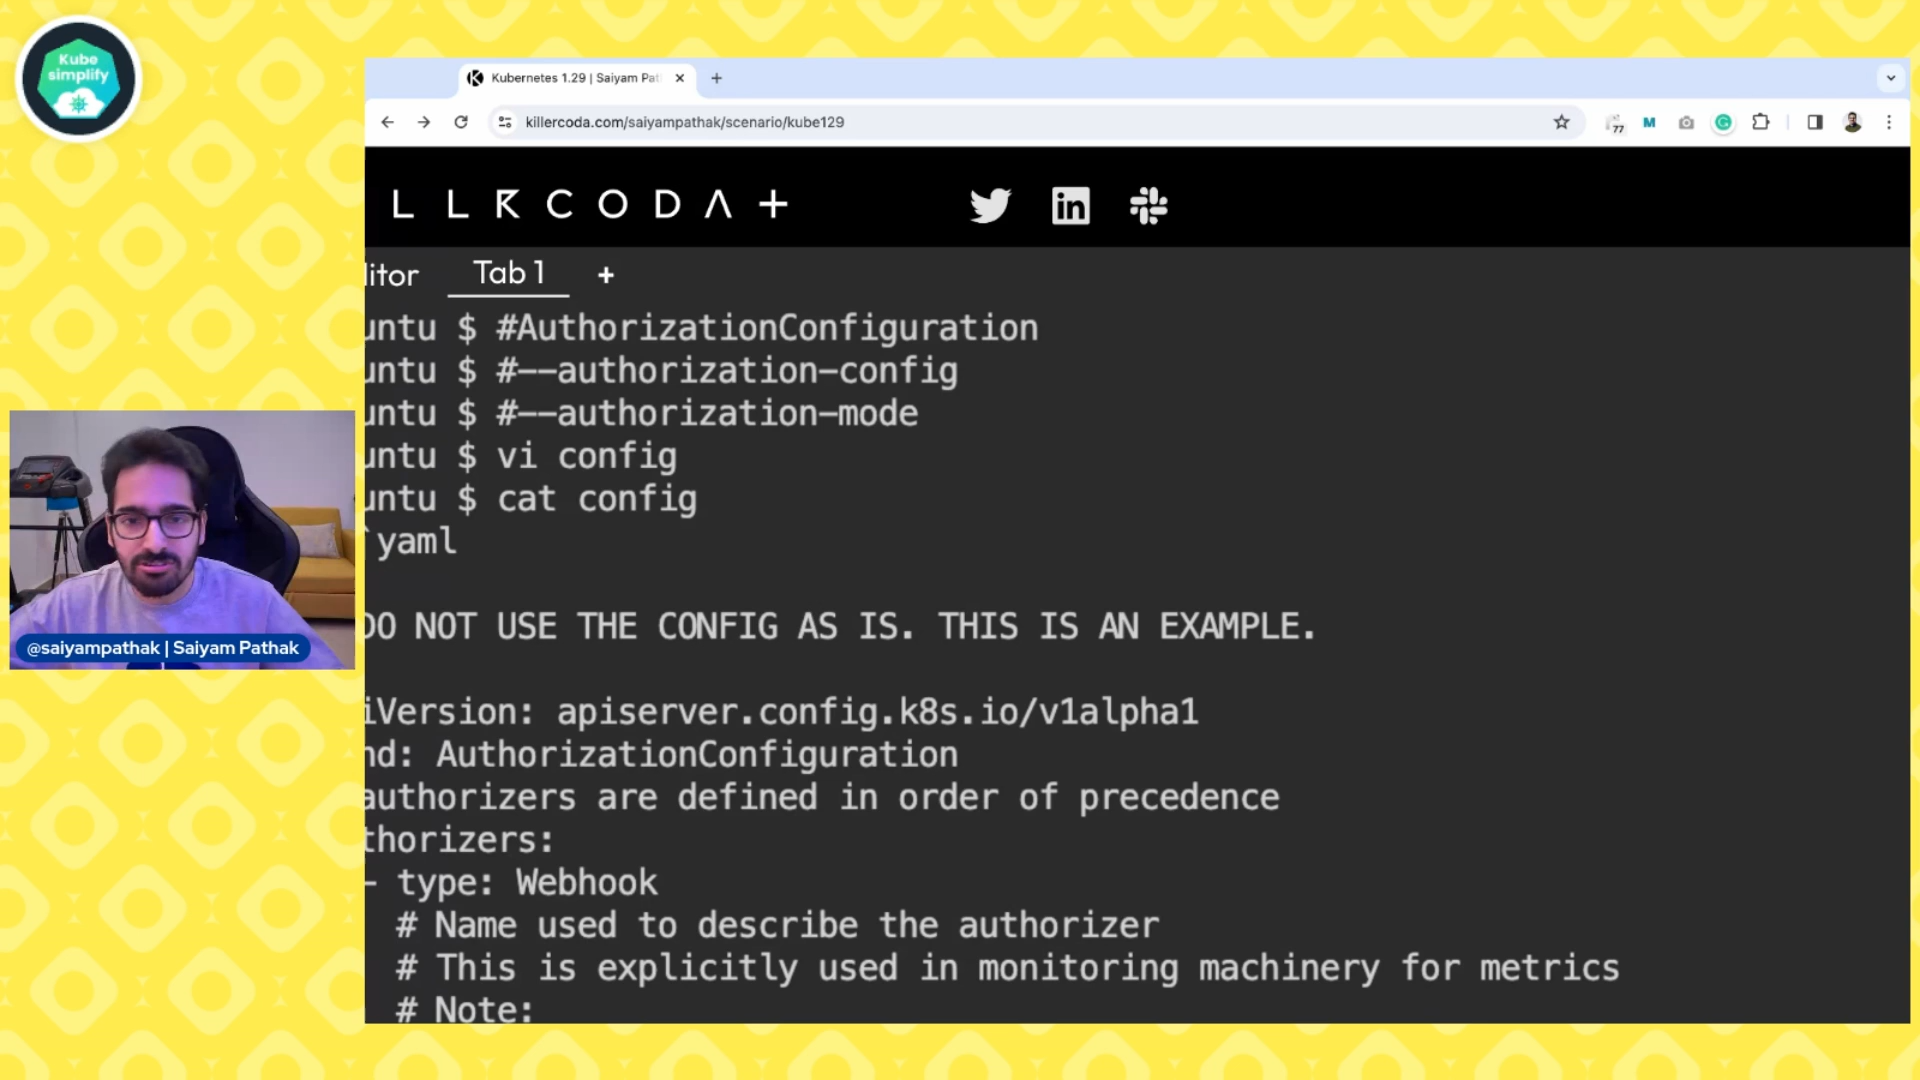 Kube
simplify
Kubernetes 1.29 | Saiyam Pat
killercoda.com/saiyampathak/scenario/kube129
77
M
L L R C O D A +
in
itor
Tab 1
+
untu $ #AuthorizationConfiguration
untu $ #--authorization-config
untu $ #--authorization-mode
untu $ vi config
untu $ cat config
`yaml
DO NOT USE THE CONFIG AS IS. THIS IS AN EXAMPLE.
iVersion: apiserver.config.k8s.io/v1alpha1
nd: AuthorizationConfiguration
authorizers are defined in order of precedence
thorizers:
- type: Webhook
# Name used to describe the authorizer
# This is explicitly used in monitoring machinery for metrics
# Note:
@saiyampathak | Saiyam Pathak